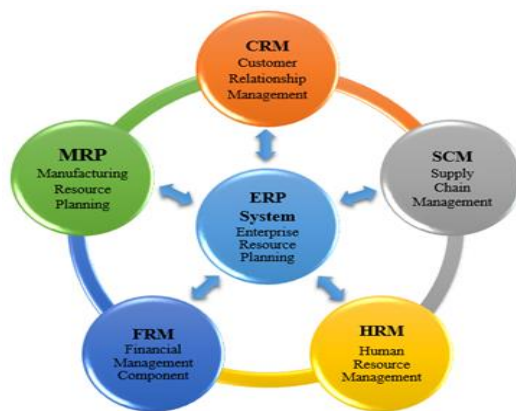 CRM
Customer
Relationship
Management
MRP
Manufacturing
Resource
Planning
SCM
Supply
Chain
Management
ERP
System
Enterprise
Resource
Planning
FRM
Financial
Management
Component
HRM
Human
Resource
Management